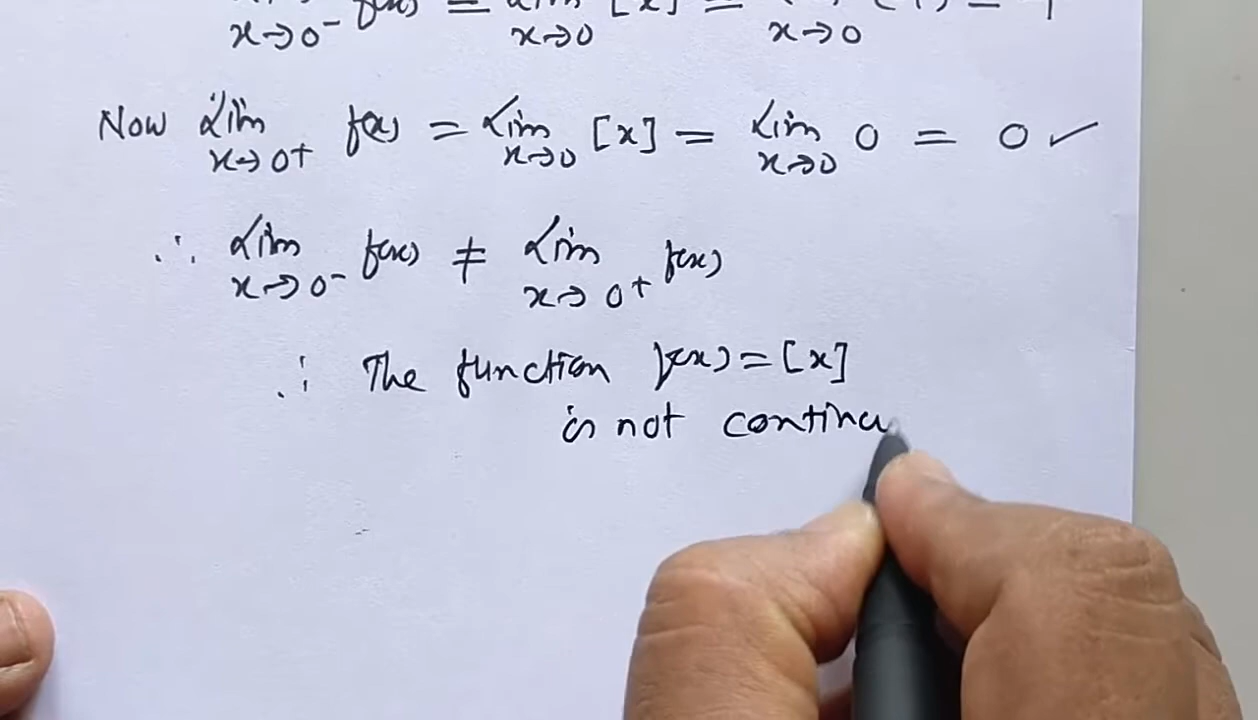 x→0⁻ f(x) = x→0 [x] = x→0
Now Lim x→0+ f(x) = Lim x→0 [x] = Lim x→0 0 = 0 ✓
∴ Lim x→0⁻ f(x) ≠ Lim x→0+ f(x)
∴ The function f(x) = [x]
is not continu